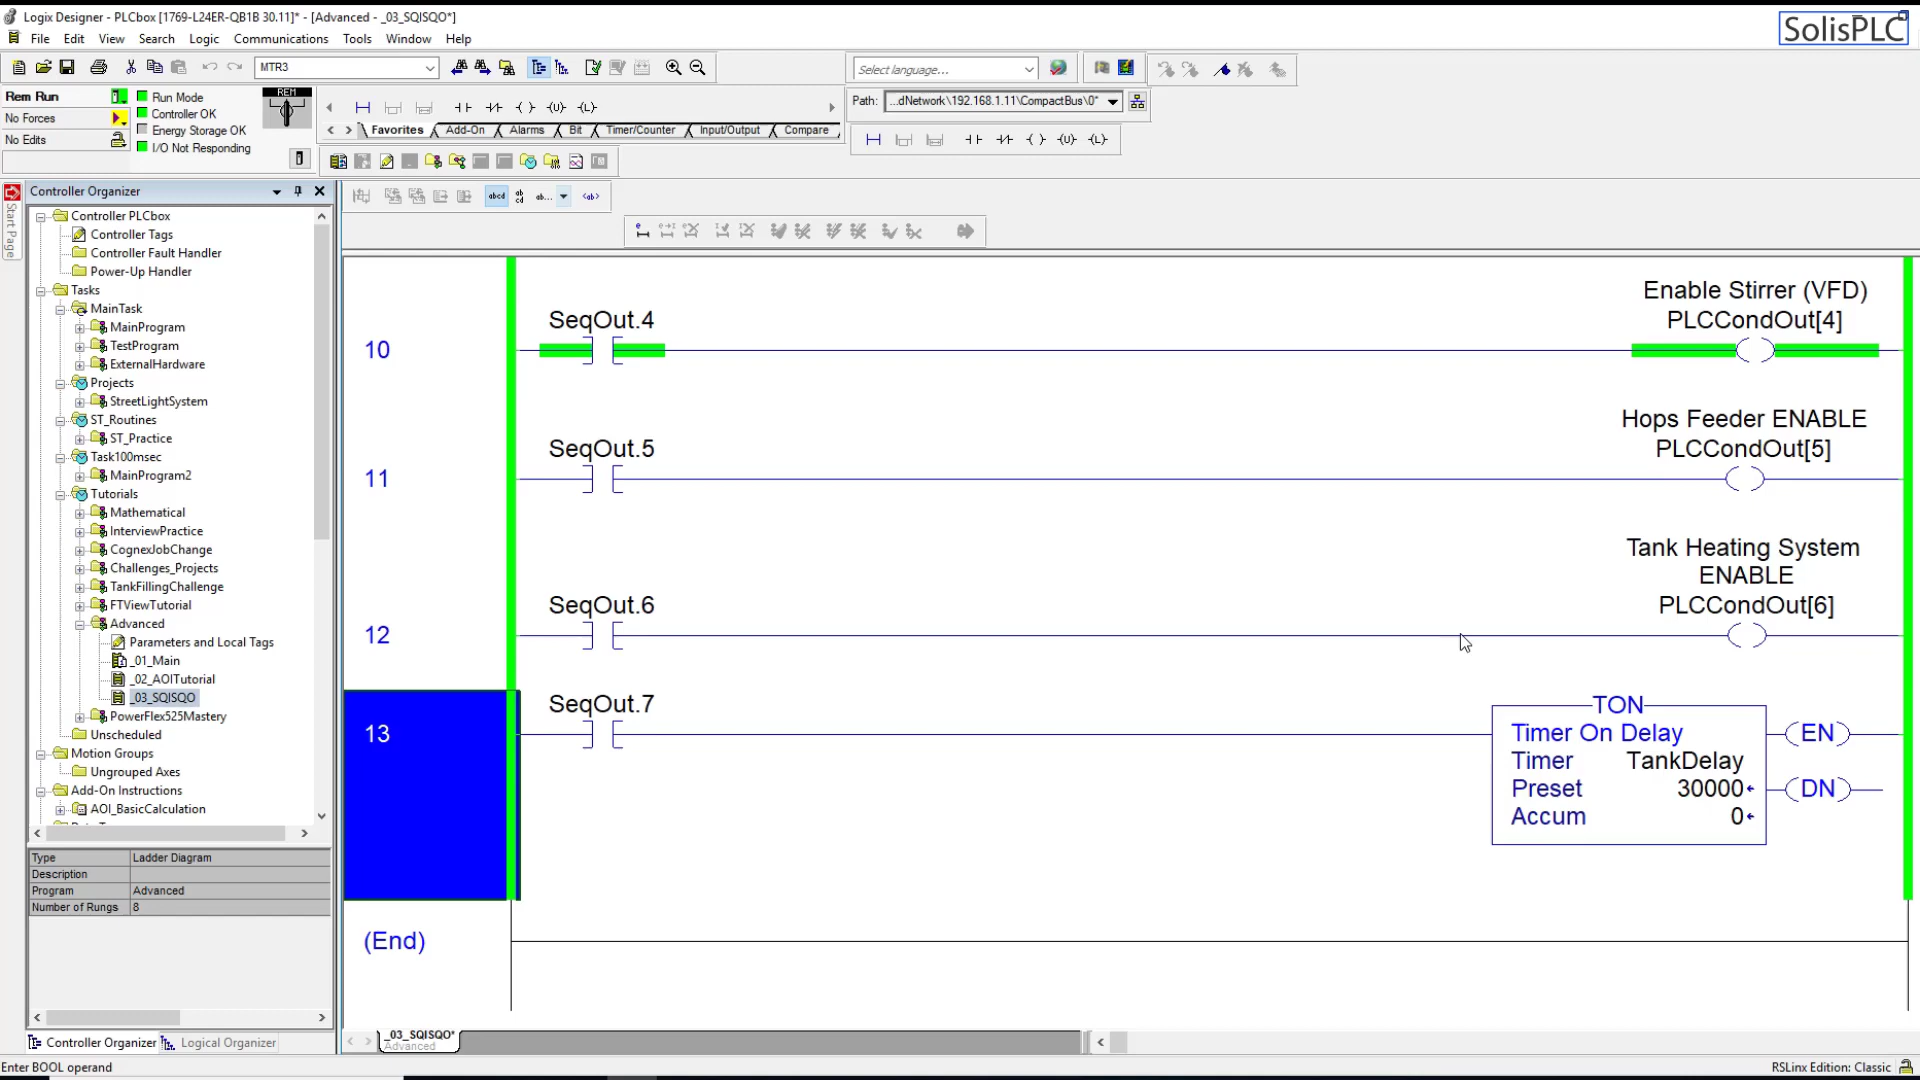 Logix Designer - PLCbox [1769-L24ER-QB1B 30.11]* - [Advanced - _03_SQISQO*]
SolisPLC
File Edit View Search Logic Communications Tools Window Help
MTR3
Select language...
Rem Run
No Forces
No Edits
Run Mode
Controller OK
Energy Storage OK
I/O Not Responding
REM
Path: ...dNetwork\192.168.1.11\CompactBus\0*
Favorites Add-On Alarms Bit Timer/Counter Input/Output Compare
Start Page
Controller Organizer
Controller PLCbox
Controller Tags
Controller Fault Handler
Power-Up Handler
Tasks
MainTask
MainProgram
TestProgram
ExternalHardware
Projects
StreetLightSystem
ST_Routines
ST_Practice
Task100msec
MainProgram2
Tutorials
Mathematical
InterviewPractice
CognexJobChange
Challenges_Projects
TankFillingChallenge
FTViewTutorial
Advanced
Parameters and Local Tags
_01_Main
_02_AOITutorial
_03_SQISQO
PowerFlex525Mastery
Unscheduled
Motion Groups
Ungrouped Axes
Add-On Instructions
AOI_BasicCalculation
Type Ladder Diagram
Description
Program Advanced
Number of Rungs 8
Controller Organizer Logical Organizer
Enable Stirrer (VFD)
SeqOut.4 PLCCondOut[4]
10
Hops Feeder ENABLE
SeqOut.5 PLCCondOut[5]
11
Tank Heating System
ENABLE
SeqOut.6 PLCCondOut[6]
12
SeqOut.7 TON
13 Timer On Delay EN
Timer TankDelay
Preset 30000 DN
Accum 0
(End)
_03_SQISQO*
Advanced
Enter BOOL operand
RSLinx Edition: Classic